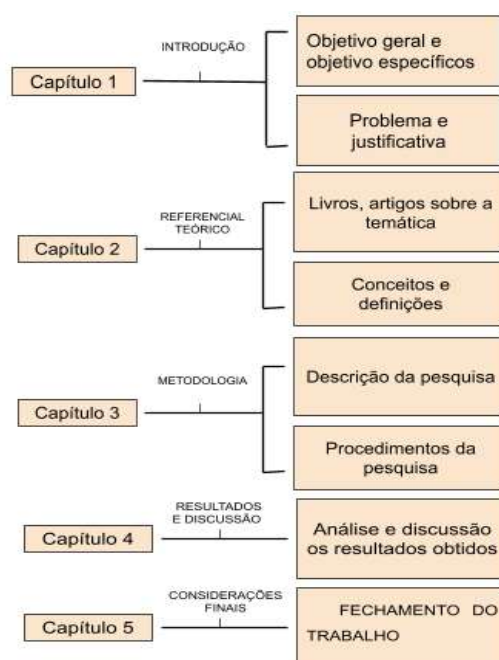 Capítulo 1
INTRODUÇÃO
Objetivo geral e
objetivo específicos
Problema e
justificativa
Capítulo 2
REFERENCIAL
TEÓRICO
Livros, artigos sobre a
temática
Conceitos e
definições
Capítulo 3
METODOLOGIA
Descrição da pesquisa
Procedimentos da
pesquisa
Capítulo 4
RESULTADOS
E DISCUSSÃO
Análise e discussão
os resultados obtidos
Capítulo 5
CONSIDERAÇÕES
FINAIS
FECHAMENTO DO
TRABALHO